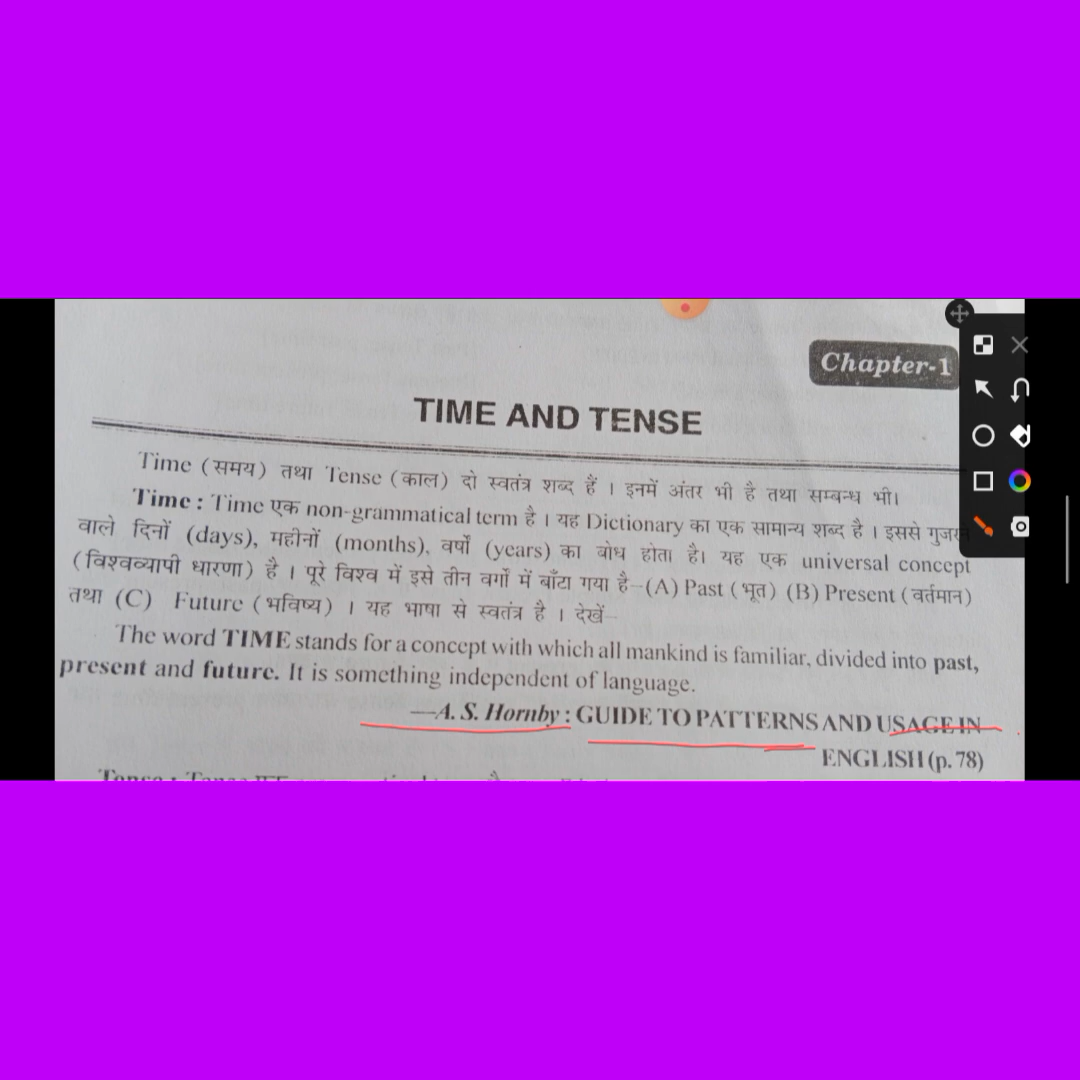 Chapter-1
TIME AND TENSE
Time (समय) तथा Tense (काल) दो स्वतंत्र शब्द हैं । इनमें अंतर भी है तथा सम्बन्ध भी।
Time : Time एक non-grammatical term है । यह Dictionary का एक सामान्य शब्द है । इससे
वाले दिनों (days), महीनों (months), वर्षों (years) का बोध होता है। यह एक universal concept
(विश्वव्यापी धारणा) है । पूरे विश्व में इसे तीन वर्गों में बाँटा गया है–(A) Past (भूत) (B) Present (वर्तमान)
तथा (C) Future (भविष्य) । यह भाषा से स्वतंत्र है । देखें–
The word TIME stands for a concept with which all mankind is familiar, divided into past,
present and future. It is something independent of language.
—A. S. Hornby : GUIDE TO PATTERNS AND USAGE IN
ENGLISH (p. 78)